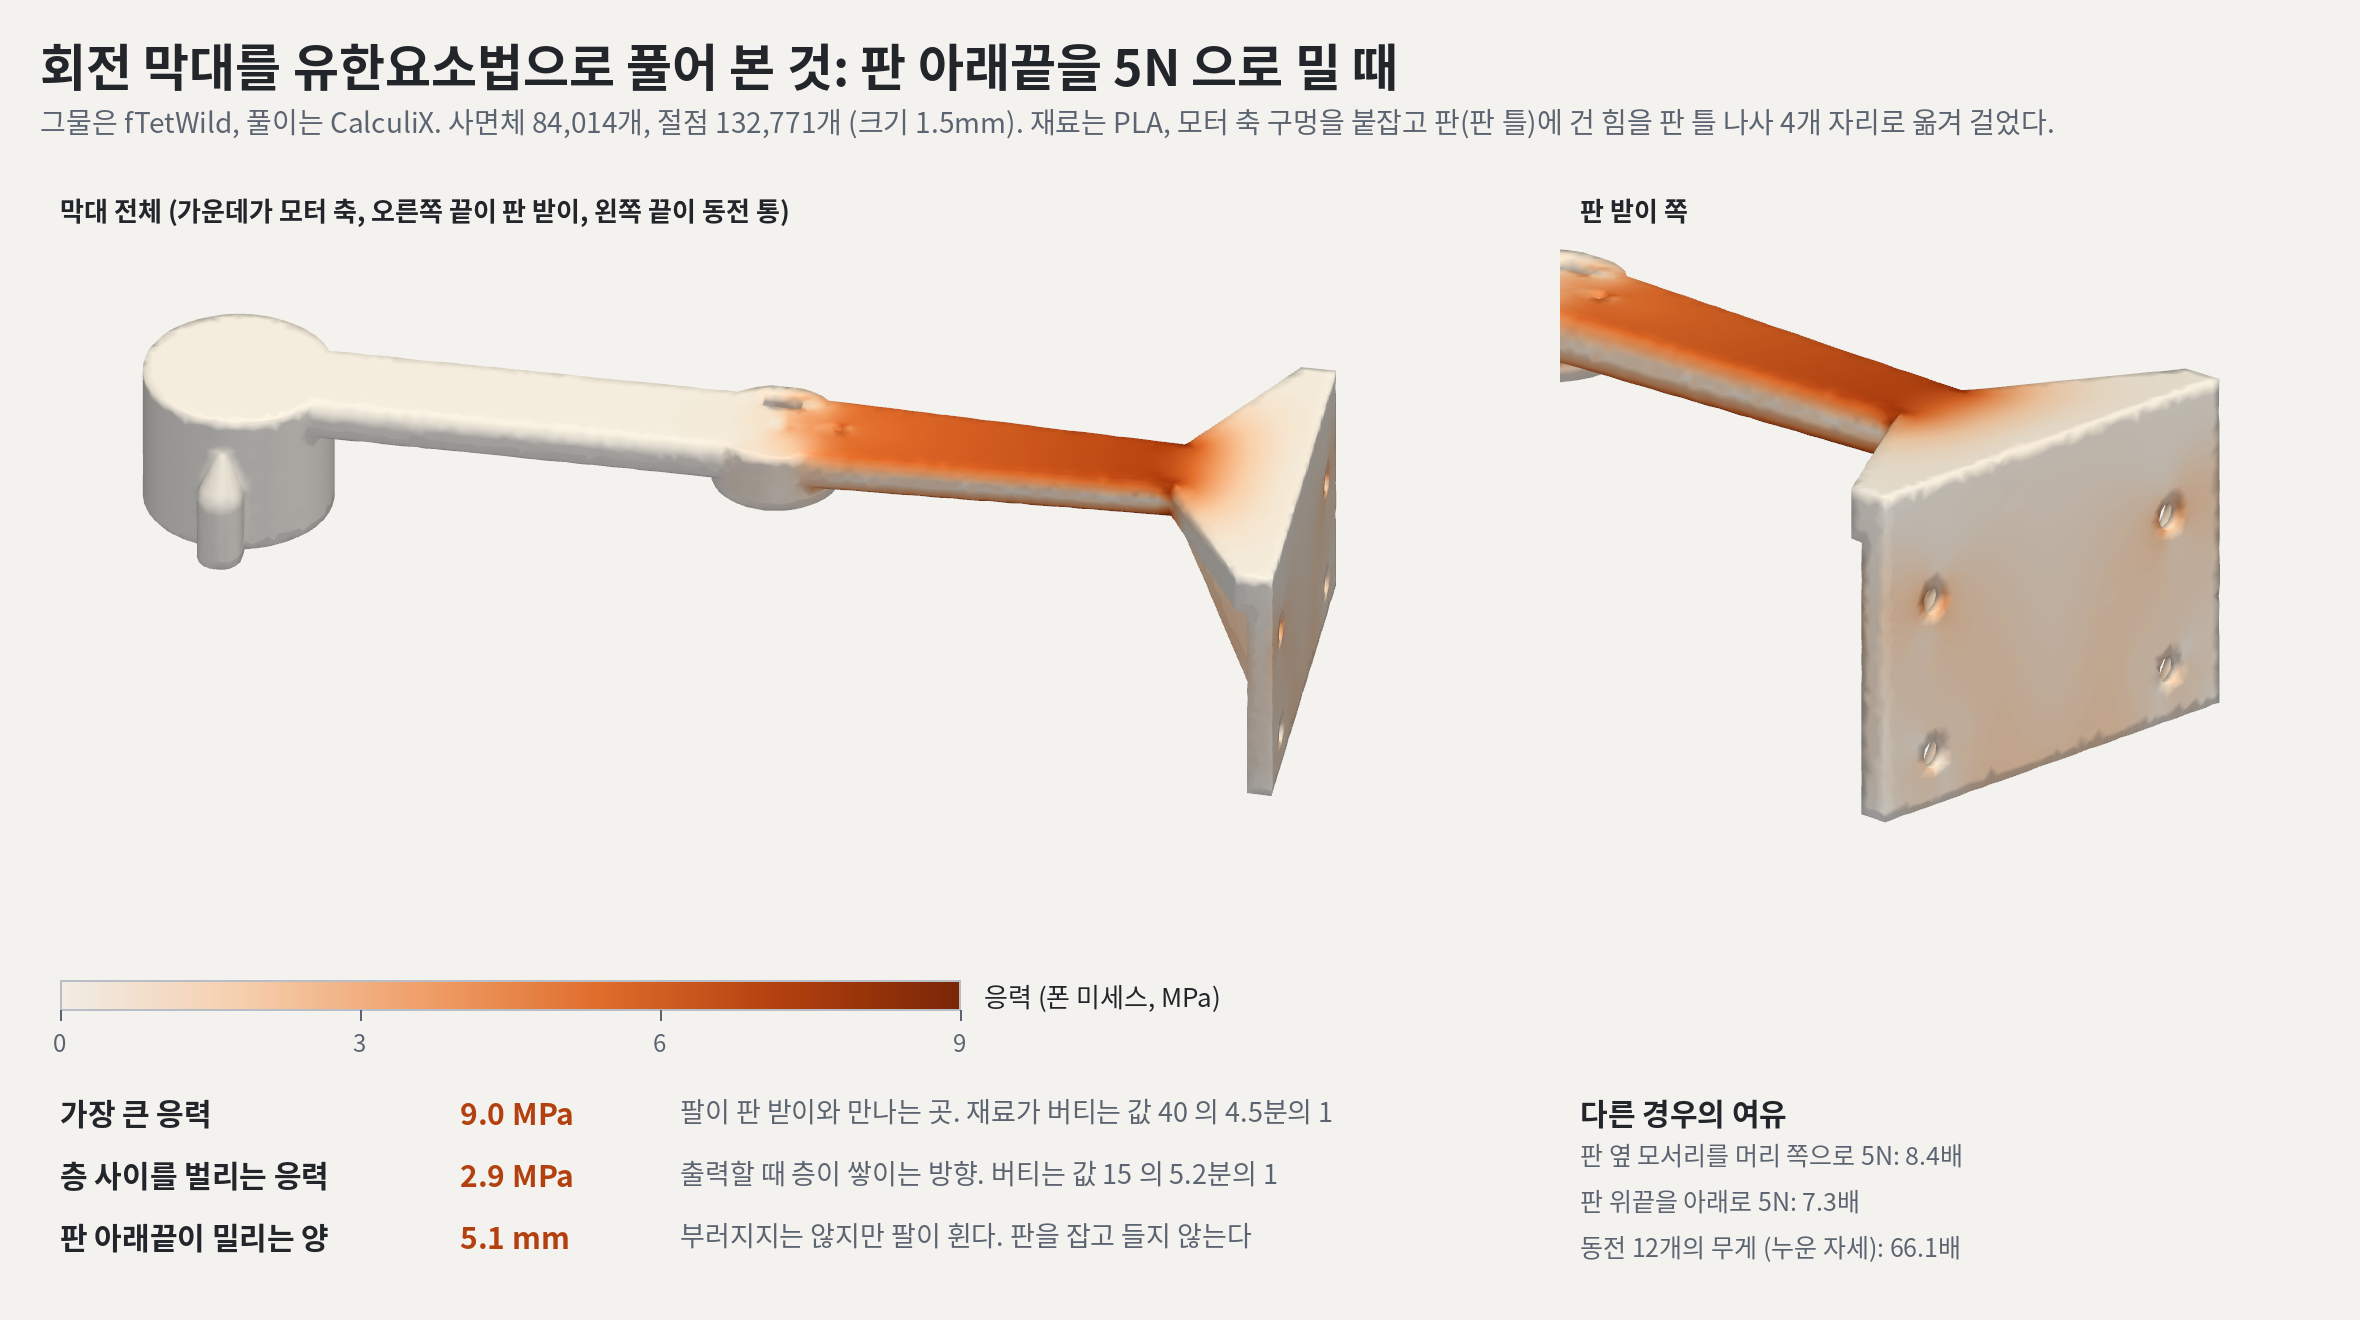 회전 막대를 유한요소법으로 풀어 본 것: 판 아래끝을 5N 으로 밀 때
그물은 fTetWild, 풀이는 CalculiX. 사면체 84,014개, 절점 132,771개 (크기 1.5mm). 재료는 PLA, 모터 축 구멍을 붙잡고 판(판 틀)에 건 힘을 판 틀 나사 4개 자리로 옮겨 걸었다.
막대 전체 (가운데가 모터 축, 오른쪽 끝이 판 받이, 왼쪽 끝이 동전 통)
판 받이 쪽
응력 (폰 미세스, MPa)
0 3 6 9
가장 큰 응력 9.0 MPa 팔이 판 받이와 만나는 곳. 재료가 버티는 값 40 의 4.5분의 1
층 사이를 벌리는 응력 2.9 MPa 출력할 때 층이 쌓이는 방향. 버티는 값 15 의 5.2분의 1
판 아래끝이 밀리는 양 5.1 mm 부러지지는 않지만 팔이 휜다. 판을 잡고 들지 않는다
다른 경우의 여유
판 옆 모서리를 머리 쪽으로 5N: 8.4배
판 위끝을 아래로 5N: 7.3배
동전 12개의 무게 (누운 자세): 66.1배